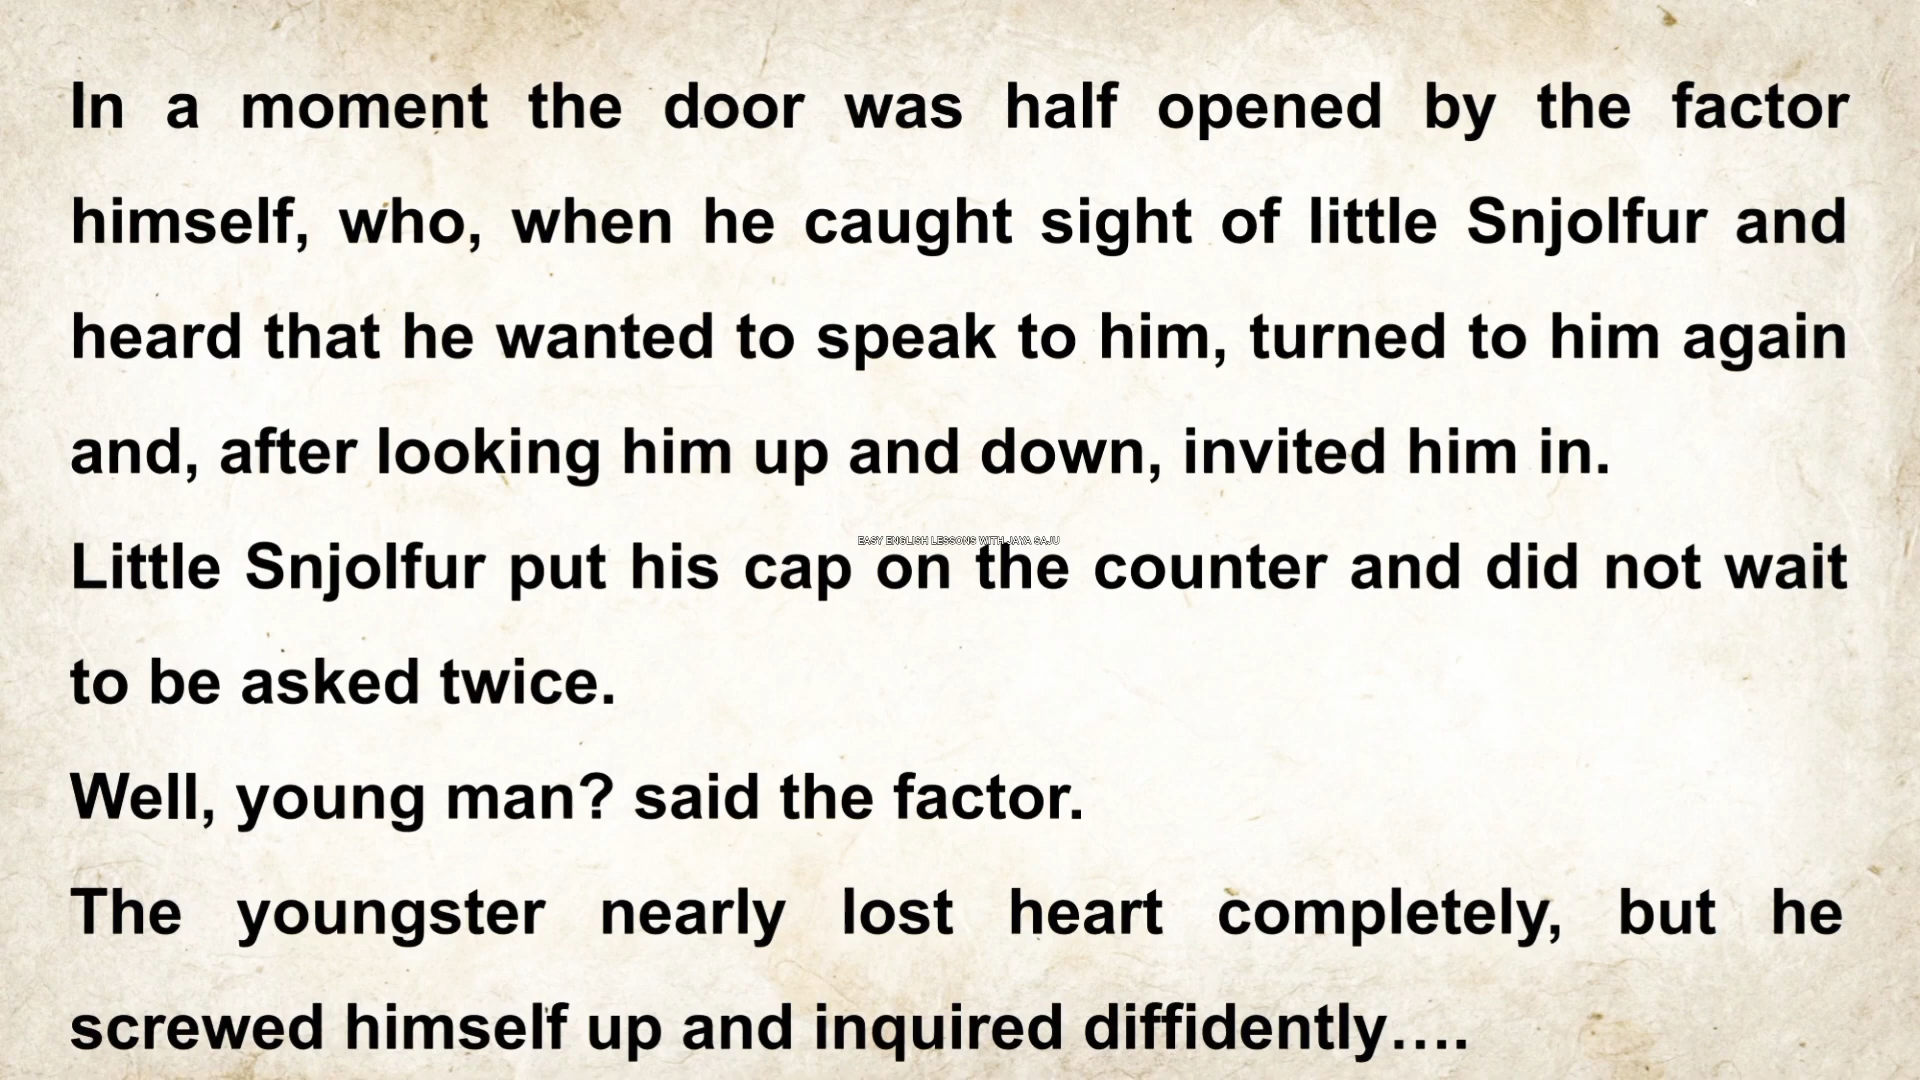 In a moment the door was half opened by the factor
himself, who, when he caught sight of little Snjolfur and
heard that he wanted to speak to him, turned to him again
and, after looking him up and down, invited him in.
EASY ENGLISH LESSONS WITH JAYA SAJU
Little Snjolfur put his cap on the counter and did not wait
to be asked twice.
Well, young man? said the factor.
The youngster nearly lost heart completely, but he
screwed himself up and inquired diffidently….